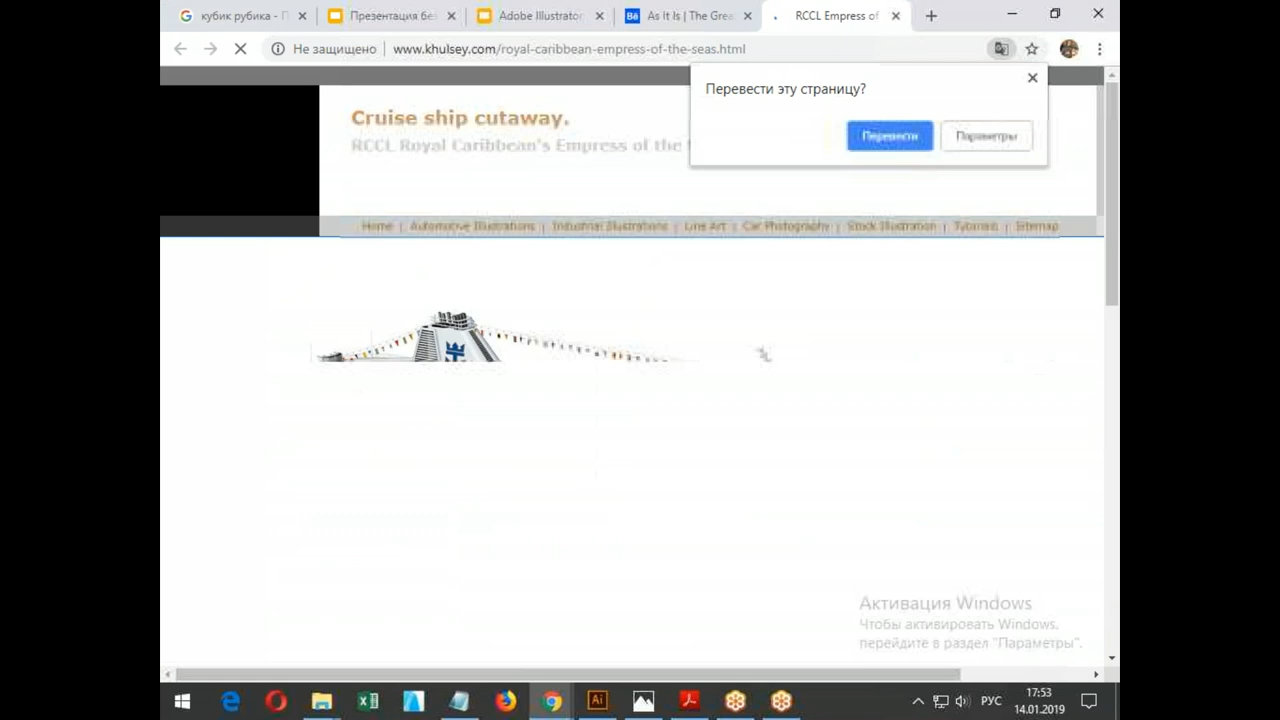 кубик рубика - П
Презентация без
Adobe Illustrator
Bē As It Is | The Grea
RCCL Empress of
Не защищено | www.khulsey.com/royal-caribbean-empress-of-the-seas.html
Перевести эту страницу?
Перевести Параметры
Cruise ship cutaway.
RCCL Royal Caribbean's Empress of the
Home | Automotive Illustrations | Industrial Illustrations | Line Art | Car Photography | Stock Illustration | Tutorials | Sitemap
Активация Windows
Чтобы активировать Windows,
перейдите в раздел "Параметры".
Ai
РУС
17:53
14.01.2019